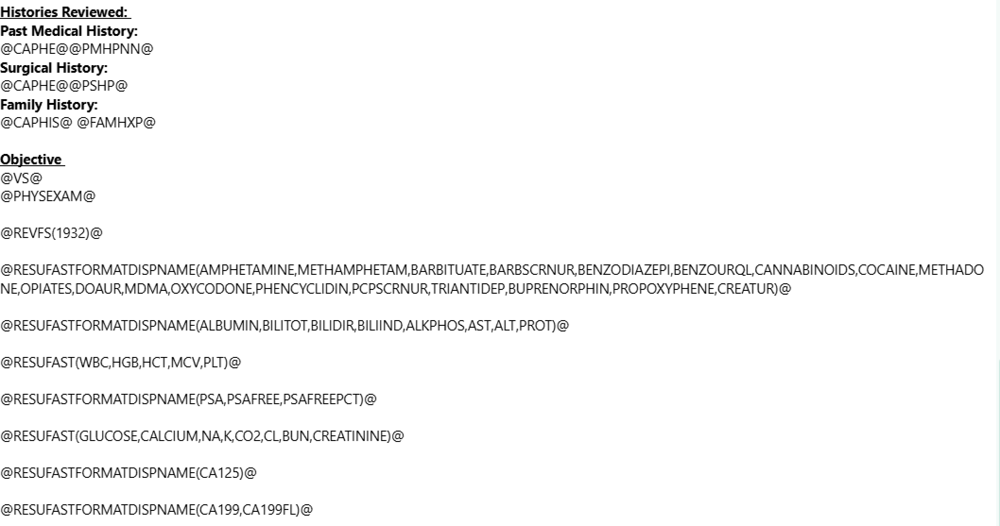 Histories Reviewed:
Past Medical History:
@CAPHE@@PMHPNN@
Surgical History:
@CAPHE@@PSHP@
Family History:
@CAPHIS@ @FAMHXP@
Objective
@VS@
@PHYSEXAM@
@REVFS(1932)@
@RESUFASTFORMATDISPNAME(AMPHETAMINE,METHAMPHETAM,BARBITUATE,BARBSCRNUR,BENZODIAZEPI,BENZOURQL,CANNABINOIDS,COCAINE,METHADO
NE,OPIATES,DOAUR,MDMA,OXYCODONE,PHENCYCLIDIN,PCPSCRNUR,TRIANTIDEP,BUPRENORPHIN,PROPOXYPHENE,CREATUR)@
@RESUFASTFORMATDISPNAME(ALBUMIN,BILITOT,BILIDIR,BILIIND,ALKPHOS,AST,ALT,PROT)@
@RESUFAST(WBC,HGB,HCT,MCV,PLT)@
@RESUFASTFORMATDISPNAME(PSA,PSAFREE,PSAFREEPCT)@
@RESUFAST(GLUCOSE,CALCIUM,NA,K,CO2,CL,BUN,CREATININE)@
@RESUFASTFORMATDISPNAME(CA125)@
@RESUFASTFORMATDISPNAME(CA199,CA199FL)@